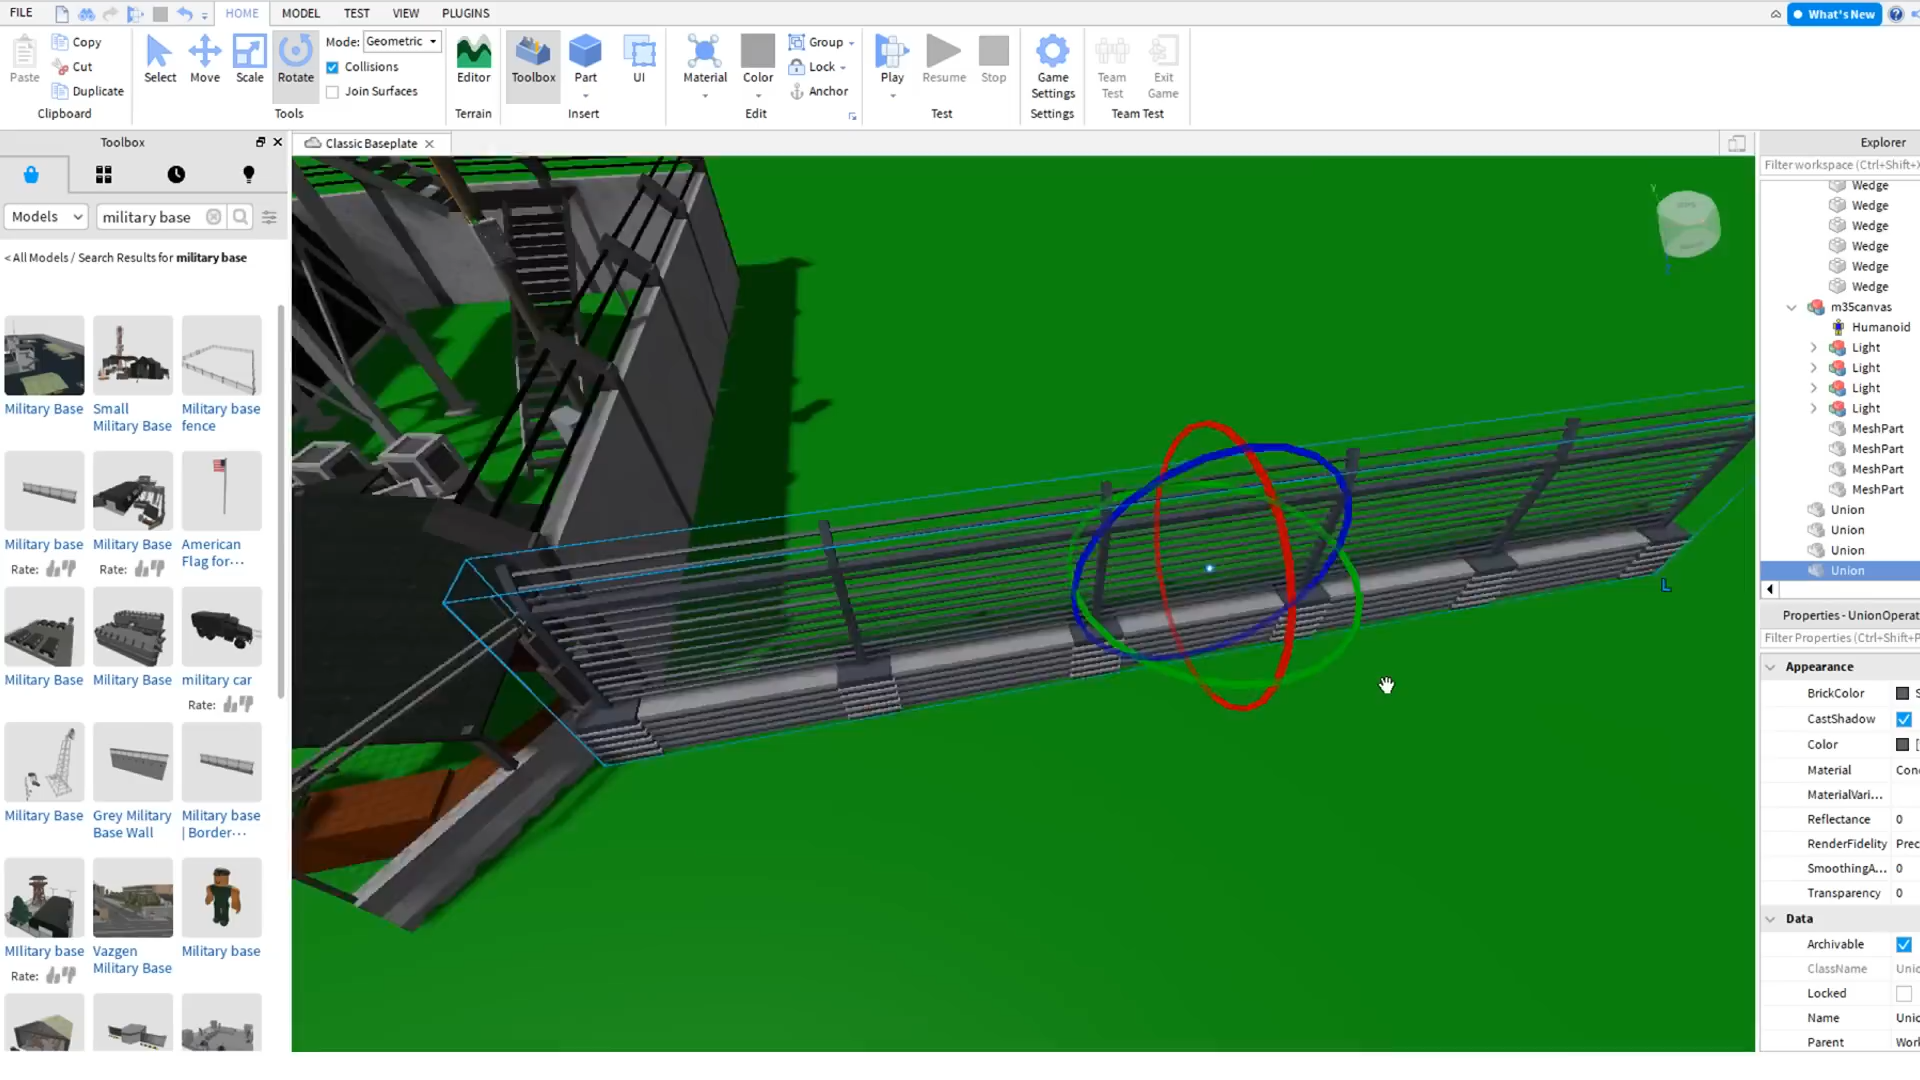 FILE
HOME
MODEL
TEST
VIEW
PLUGINS
What's New
Paste
Copy
Cut
Duplicate
Clipboard
Select
Move
Scale
Rotate
Mode: Geometric
Collisions
Join Surfaces
Tools
Editor
Terrain
Toolbox
Part
UI
Insert
Material
Color
Group
Lock
Anchor
Edit
Play
Resume
Stop
Test
Game
Settings
Settings
Team
Test
Exit
Game
Team Test
Toolbox
Classic Baseplate
Models
military base
< All Models / Search Results for military base
Military Base
Small
Military Base
Military base
fence
Military base
Rate:
Military Base
Rate:
American
Flag for...
Military Base
Military Base
military car
Rate:
Military Base
Grey Military
Base Wall
Military base
| Border...
MIlitary base
Rate:
Vazgen
Military Base
Military base
Y
L
Explorer
Filter workspace (Ctrl+Shift+
Wedge
Wedge
Wedge
Wedge
Wedge
Wedge
m35canvas
Humanoid
Light
Light
Light
Light
MeshPart
MeshPart
MeshPart
MeshPart
Union
Union
Union
Union
Properties - UnionOperat
Filter Properties (Ctrl+Shift+P
Appearance
BrickColor S
CastShadow
Color [
Material Conc
MaterialVari...
Reflectance 0
RenderFidelity Prec
SmoothingA... 0
Transparency 0
Data
Archivable
ClassName Unio
Locked
Name Unio
Parent Work